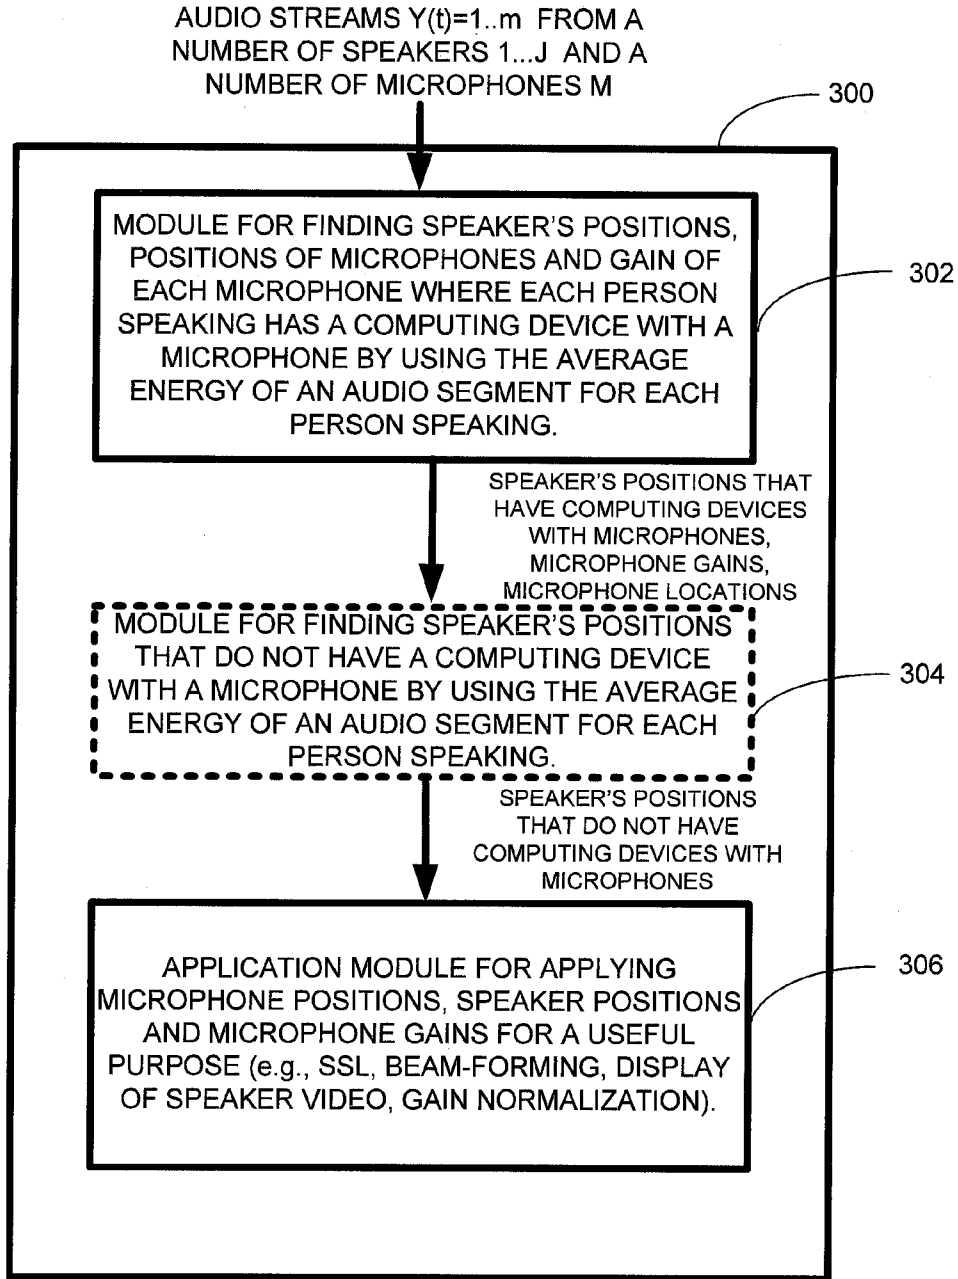 AUDIO STREAMS Y(t)=1..m FROM A
NUMBER OF SPEAKERS 1...J AND A
NUMBER OF MICROPHONES M
300
MODULE FOR FINDING SPEAKER'S POSITIONS,
POSITIONS OF MICROPHONES AND GAIN OF
EACH MICROPHONE WHERE EACH PERSON
SPEAKING HAS A COMPUTING DEVICE WITH A
MICROPHONE BY USING THE AVERAGE
ENERGY OF AN AUDIO SEGMENT FOR EACH
PERSON SPEAKING.
302
SPEAKER'S POSITIONS THAT
HAVE COMPUTING DEVICES
WITH MICROPHONES,
MICROPHONE GAINS,
MICROPHONE LOCATIONS
MODULE FOR FINDING SPEAKER'S POSITIONS
THAT DO NOT HAVE A COMPUTING DEVICE
WITH A MICROPHONE BY USING THE AVERAGE
ENERGY OF AN AUDIO SEGMENT FOR EACH
PERSON SPEAKING.
304
SPEAKER'S POSITIONS
THAT DO NOT HAVE
COMPUTING DEVICES WITH
MICROPHONES
APPLICATION MODULE FOR APPLYING
MICROPHONE POSITIONS, SPEAKER POSITIONS
AND MICROPHONE GAINS FOR A USEFUL
PURPOSE (e.g., SSL, BEAM-FORMING, DISPLAY
OF SPEAKER VIDEO, GAIN NORMALIZATION).
306